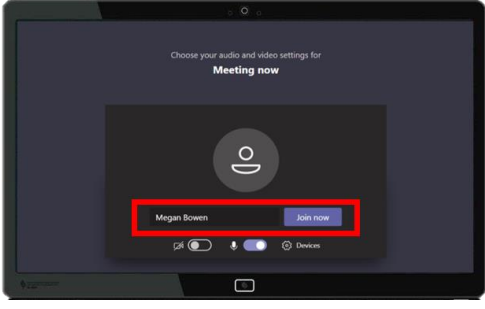 Choose your audio and video settings for
Meeting now
Megan Bowen Join now
Devices